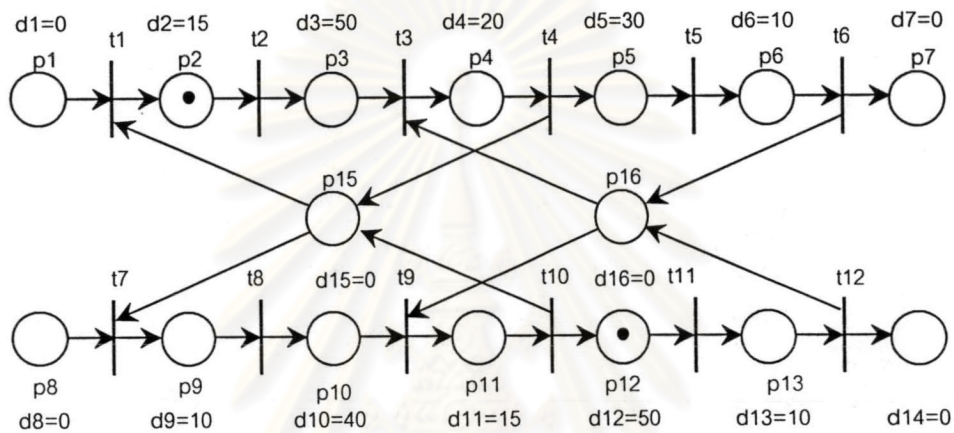 d1=0 d2=15 d3=50 d4=20 d5=30 d6=10 d7=0
p1 t1 p2 t2 p3 t3 p4 t4 p5 t5 p6 t6 p7
p15 p16
t7 t8 d15=0 t9 t10 d16=0 t11 t12
p8 p9 p10 p11 p12 p13
d8=0 d9=10 d10=40 d11=15 d12=50 d13=10 d14=0